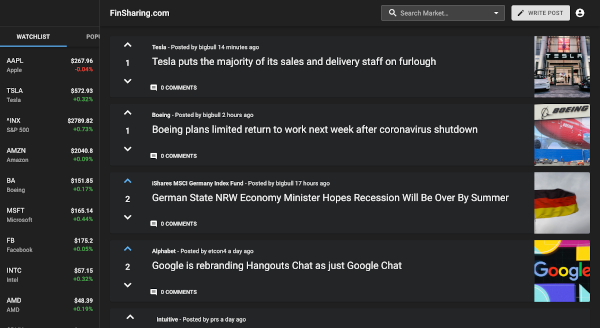 FinSharing.com
Search Market...
WRITE POST
WATCHLIST
POPU
AAPL $267.96
Apple -0.04%
TSLA $572.93
Tesla +0.32%
^INX $2789.82
S&P 500 +0.73%
AMZN $2040.8
Amazon +0.09%
BA $151.85
Boeing +0.17%
MSFT $165.14
Microsoft +0.44%
FB $175.2
Facebook +0.05%
INTC $57.15
Intel +0.32%
AMD $48.39
AMD +0.19%
Tesla - Posted by bigbull 14 minutes ago
1
Tesla puts the majority of its sales and delivery staff on furlough
0 COMMENTS
TESLA
Boeing - Posted by bigbull 2 hours ago
1
Boeing plans limited return to work next week after coronavirus shutdown
0 COMMENTS
BOEING
iShares MSCI Germany Index Fund - Posted by bigbull 17 hours ago
2
German State NRW Economy Minister Hopes Recession Will Be Over By Summer
0 COMMENTS
Alphabet - Posted by etcon4 a day ago
2
Google is rebranding Hangouts Chat as just Google Chat
0 COMMENTS
Google
Intuitive - Posted by prs a day ago